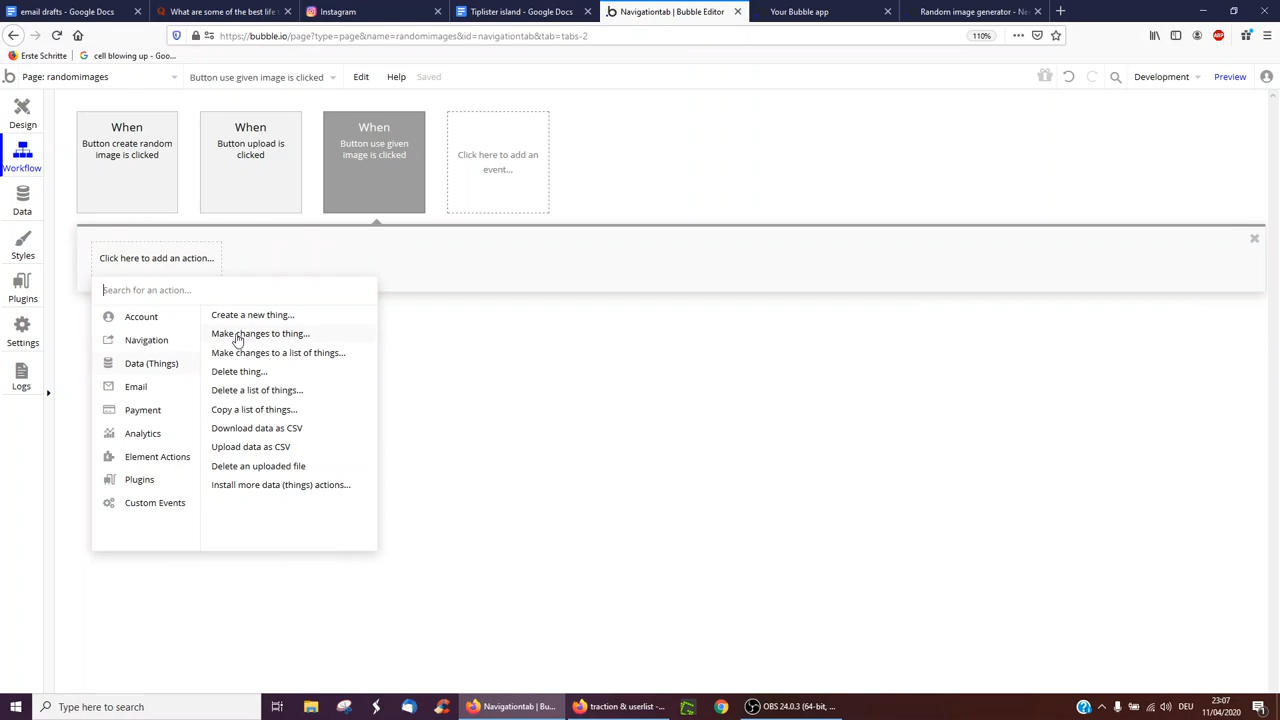 email drafts - Google Docs
What are some of the best life
Instagram
Tiplister island - Google Docs
Navigationtab | Bubble Editor
Your Bubble app
Random image generator - Ne
https://bubble.io/page?type=page&name=randomimages&id=navigationtab&tab=tabs-2
110%
Erste Schritte
cell blowing up - Goo...
Page: randomimages
Button use given image is clicked
Edit
Help
Saved
Development
Preview
Design
Workflow
Data
Styles
Plugins
Settings
Logs
When
Button create random
image is clicked
When
Button upload is
clicked
When
Button use given
image is clicked
Click here to add an
event...
Click here to add an action...
Search for an action...
Account
Navigation
Data (Things)
Email
Payment
Analytics
Element Actions
Plugins
Custom Events
Create a new thing...
Make changes to thing...
Make changes to a list of things...
Delete thing...
Delete a list of things...
Copy a list of things...
Download data as CSV
Upload data as CSV
Delete an uploaded file
Install more data (things) actions...
Type here to search
Navigationtab | Bu...
traction & userlist -...
OBS 24.0.3 (64-bit, ...
DEU
23:07
11/04/2020